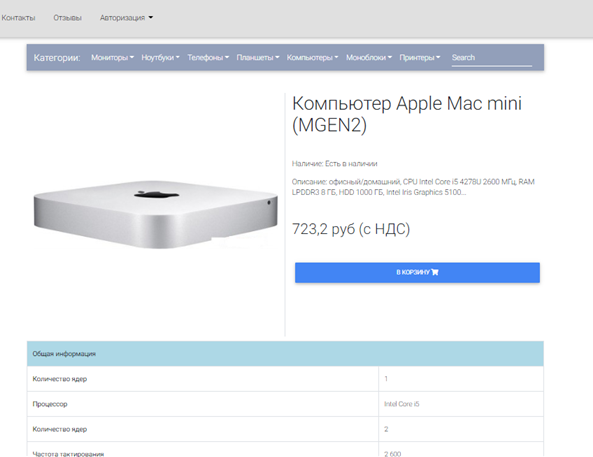 Контакты Отзывы Авторизация
Категории: Мониторы Ноутбуки Телефоны Планшеты Компьютеры Моноблоки Принтеры Search
Компьютер Apple Mac mini
(MGEN2)
Наличие: Есть в наличии
Описание: офисный/домашний, CPU Intel Core i5 4278U 2600 МГц, RAM
LPDDR3 8 ГБ, HDD 1000 ГБ, Intel Iris Graphics 5100...
723,2 руб (с НДС)
В КОРЗИНУ
Общая информация
Количество ядер 1
Процессор Intel Core i5
Количество ядер 2
Частота тактирования 2 600